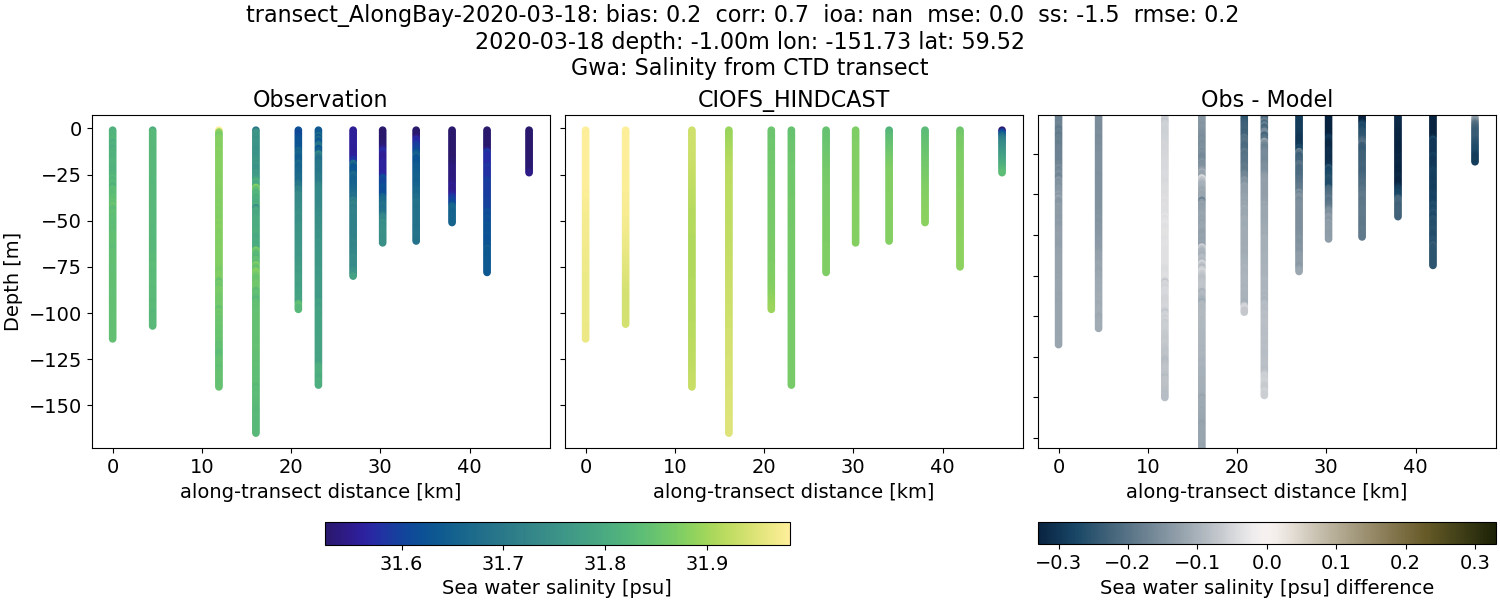 transect_AlongBay-2020-03-18: bias: 0.2 corr: 0.7 ioa: nan mse: 0.0 ss: -1.5 rmse: 0.2
2020-03-18 depth: -1.00m lon: -151.73 lat: 59.52
Gwa: Salinity from CTD transect
Observation
CIOFS_HINDCAST
Obs - Model
Depth [m]
0
−25
−50
−75
−100
−125
−150
0 10 20 30 40
0 10 20 30 40
0 10 20 30 40
along-transect distance [km]
along-transect distance [km]
along-transect distance [km]
31.6 31.7 31.8 31.9
Sea water salinity [psu]
−0.3 −0.2 −0.1 0.0 0.1 0.2 0.3
Sea water salinity [psu] difference